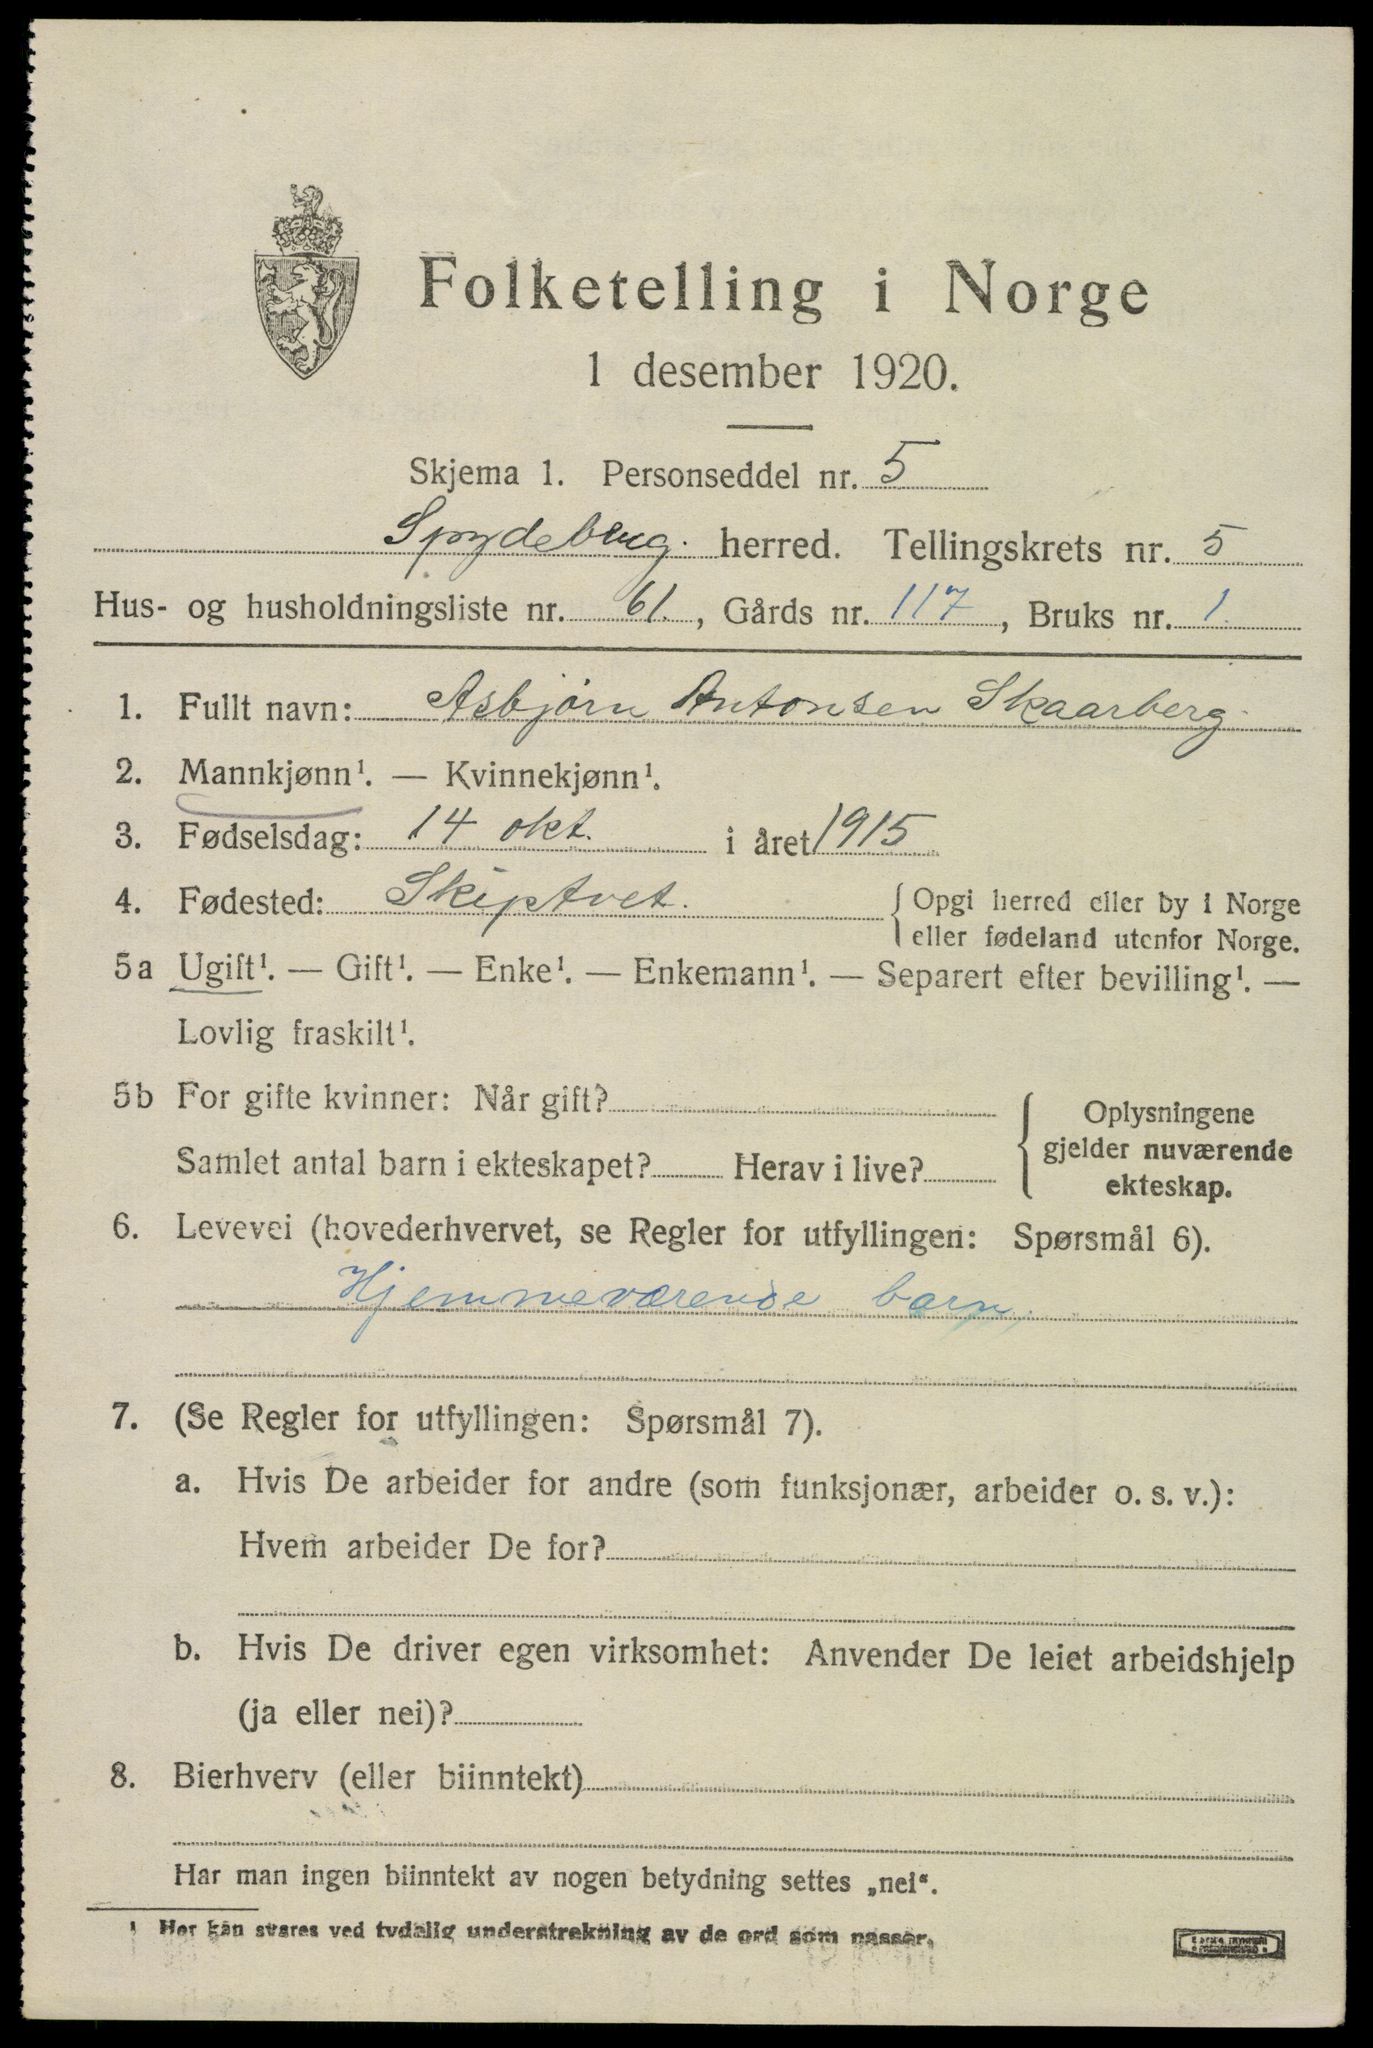 Folketelling i Norge
1 desember 1920.
Skjema 1. Personseddel nr. 5
Spydeberg. herred. Tellingskrets nr. 5
Hus- og husholdningsliste nr. 61., Gårds nr. 117, Bruks nr. 1.
1. Fullt navn: Asbjørn Antonsen Skaarberg
2. Mannkjønn¹. — Kvinnekjønn¹.
3. Fødselsdag: 14 okt. i året 1915
4. Fødested: Skiptvet. { Opgi herred eller by i Norge
eller fødeland utenfor Norge.
5a Ugift¹. — Gift¹. — Enke¹. — Enkemann¹. — Separert efter bevilling¹. —
Lovlig fraskilt¹.
5b For gifte kvinner: Når gift?
Samlet antal barn i ekteskapet? Herav i live?
Oplysningene
gjelder nuværende
ekteskap.
6. Levevei (hovederhvervet, se Regler for utfyllingen: Spørsmål 6).
Hjemmeværende barn,
7. (Se Regler for utfyllingen: Spørsmål 7).
a. Hvis De arbeider for andre (som funksjonær, arbeider o. s. v.):
Hvem arbeider De for?
b. Hvis De driver egen virksomhet: Anvender De leiet arbeidshjelp
(ja eller nei)?
8. Bierhverv (eller biinntekt)
Har man ingen biinntekt av nogen betydning settes „nei“.
¹ Her kan svares ved tydelig understrekning av de ord som passer.